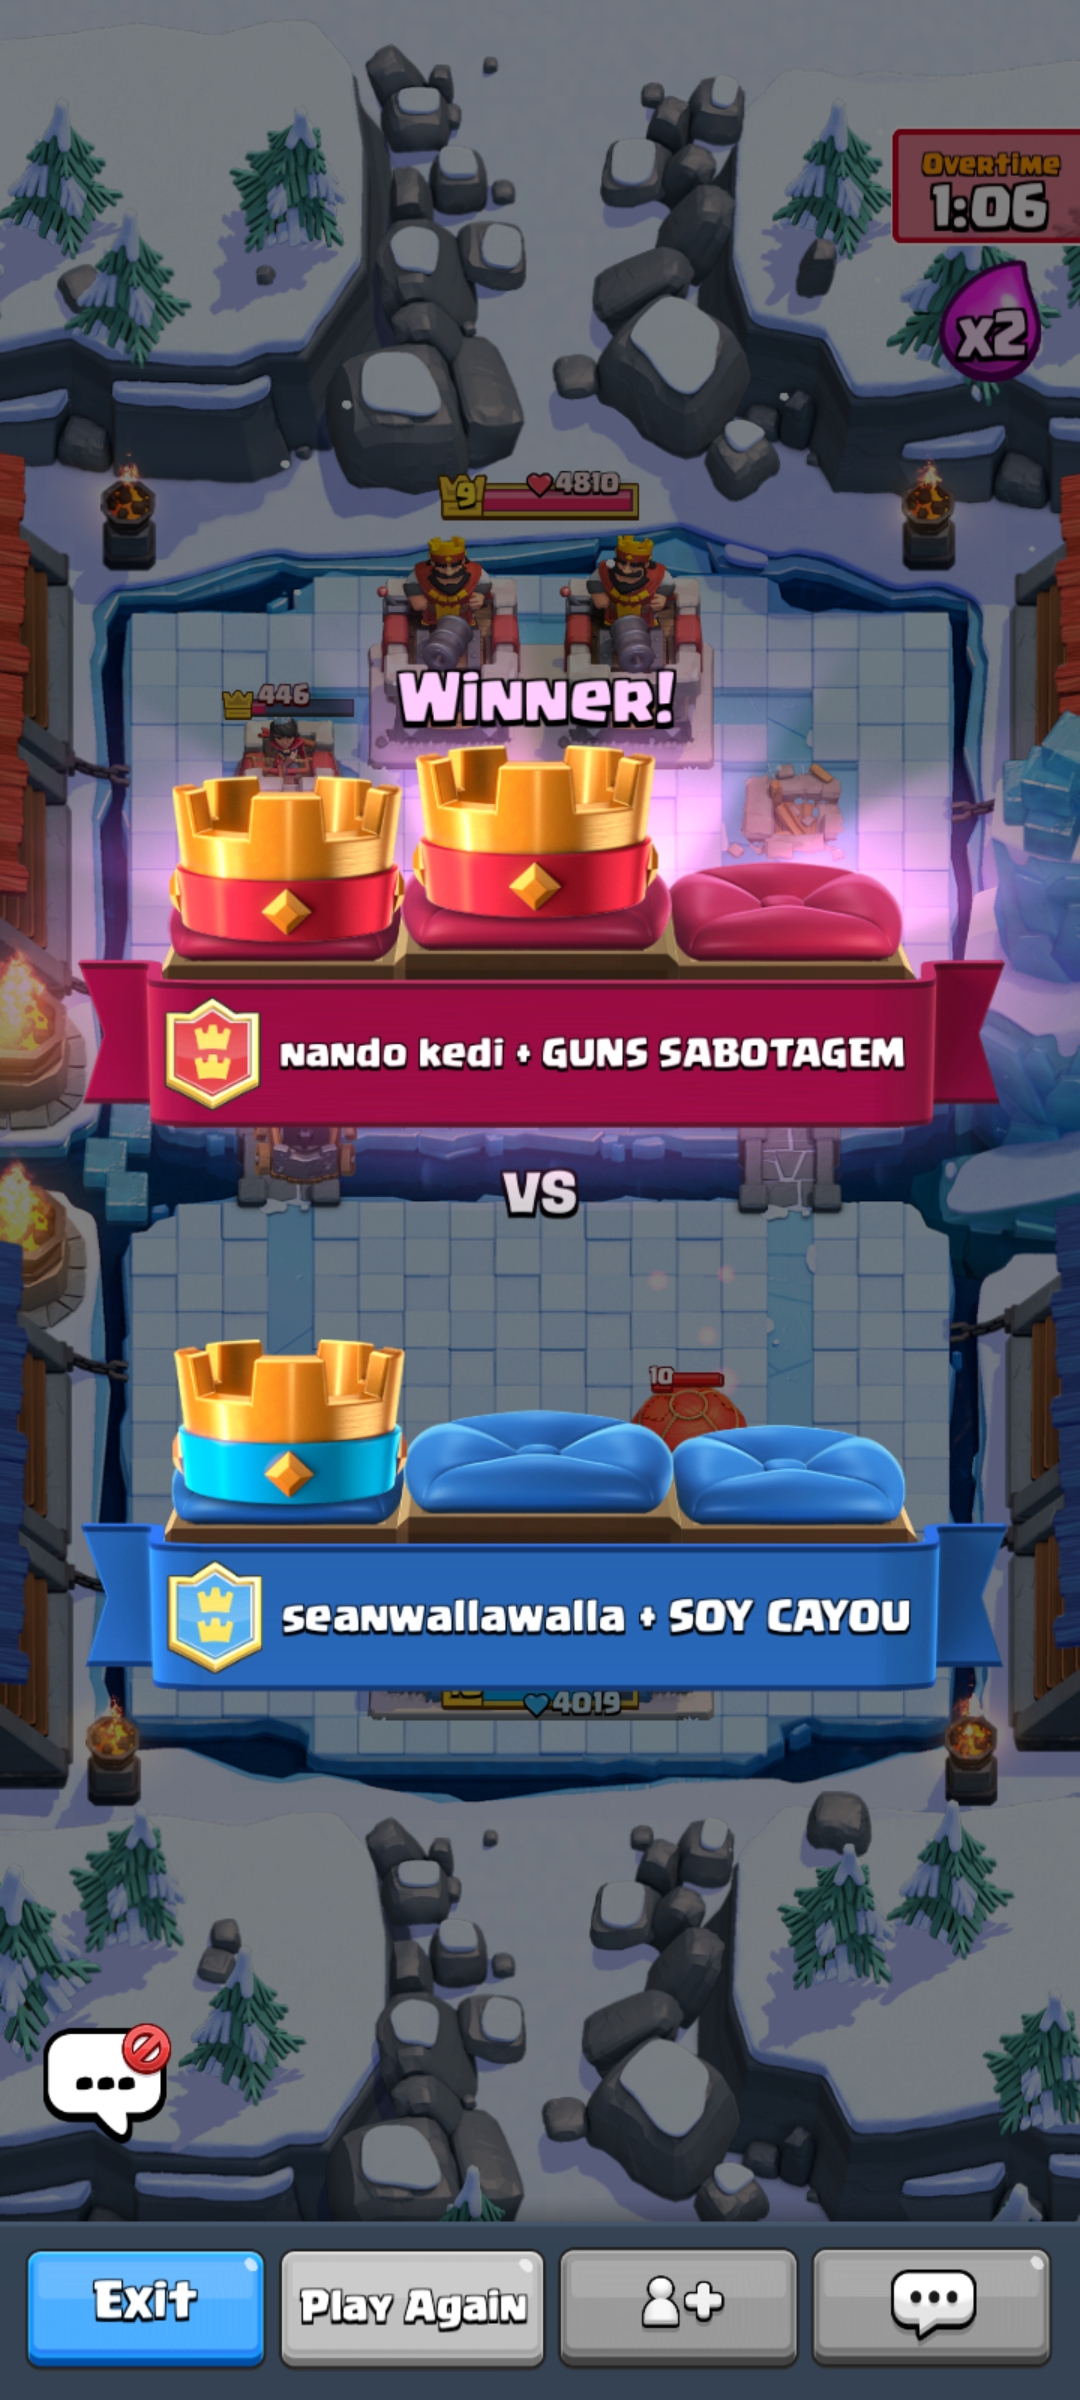 Overtime
1:06
x2
9
4810
446
Winner!
nando kedi + GUNS SABOTAGEM
VS
10
seanwallawalla + SOY CAYOU
4019
Exit
Play Again